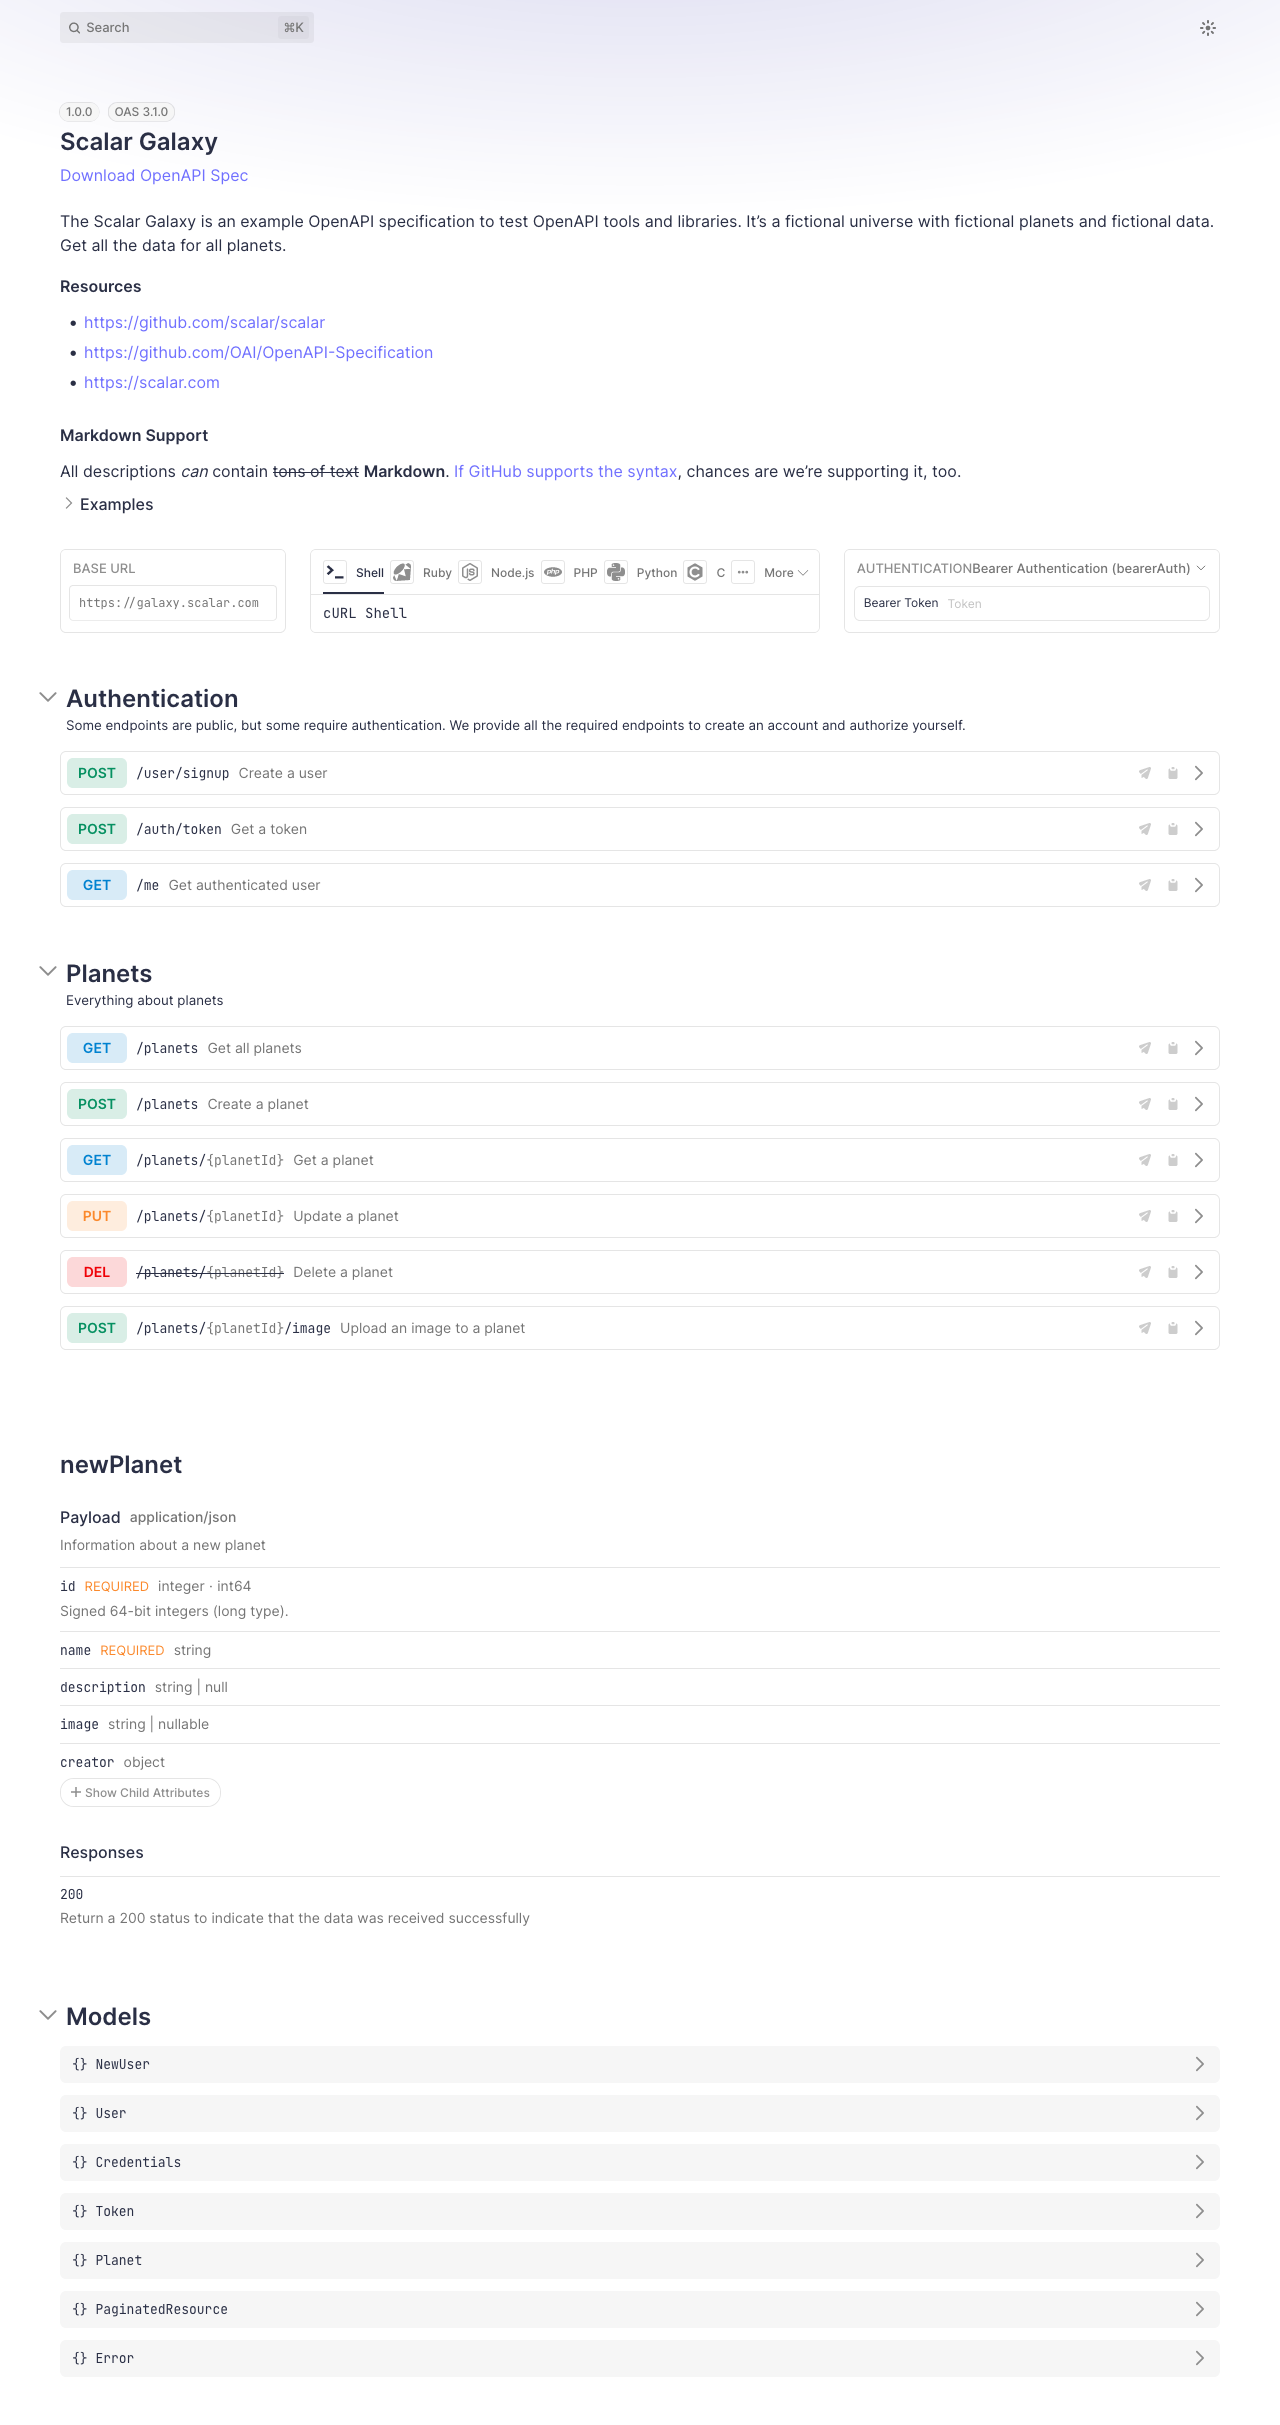 Search ⌘K
1.0.0 OAS 3.1.0
Scalar Galaxy
Download OpenAPI Spec
The Scalar Galaxy is an example OpenAPI specification to test OpenAPI tools and libraries. It’s a fictional universe with fictional planets and fictional data.
Get all the data for all planets.
Resources
• https://github.com/scalar/scalar
• https://github.com/OAI/OpenAPI-Specification
• https://scalar.com
Markdown Support
All descriptions can contain tons of text Markdown. If GitHub supports the syntax, chances are we’re supporting it, too.
Examples
BASE URL
https://galaxy.scalar.com
Shell Ruby Node.js PHP Python C More
cURL Shell
AUTHENTICATIONBearer Authentication (bearerAuth)
Bearer Token Token
Authentication
Some endpoints are public, but some require authentication. We provide all the required endpoints to create an account and authorize yourself.
POST /user/signup Create a user
POST /auth/token Get a token
GET /me Get authenticated user
Planets
Everything about planets
GET /planets Get all planets
POST /planets Create a planet
GET /planets/{planetId} Get a planet
PUT /planets/{planetId} Update a planet
DEL /planets/{planetId} Delete a planet
POST /planets/{planetId}/image Upload an image to a planet
newPlanet
Payload application/json
Information about a new planet
id REQUIRED integer · int64
Signed 64-bit integers (long type).
name REQUIRED string
description string | null
image string | nullable
creator object
+ Show Child Attributes
Responses
200
Return a 200 status to indicate that the data was received successfully
Models
{} NewUser
{} User
{} Credentials
{} Token
{} Planet
{} PaginatedResource
{} Error